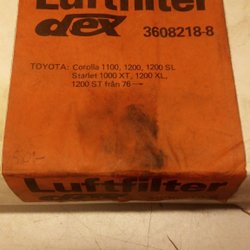 Luftfilter
dex 3608218-8
TOYOTA: Corolla 1100, 1200, 1200 SL
Starlet 1000 XT, 1200 XL,
1200 ST från 76→
Luftfilter
dex